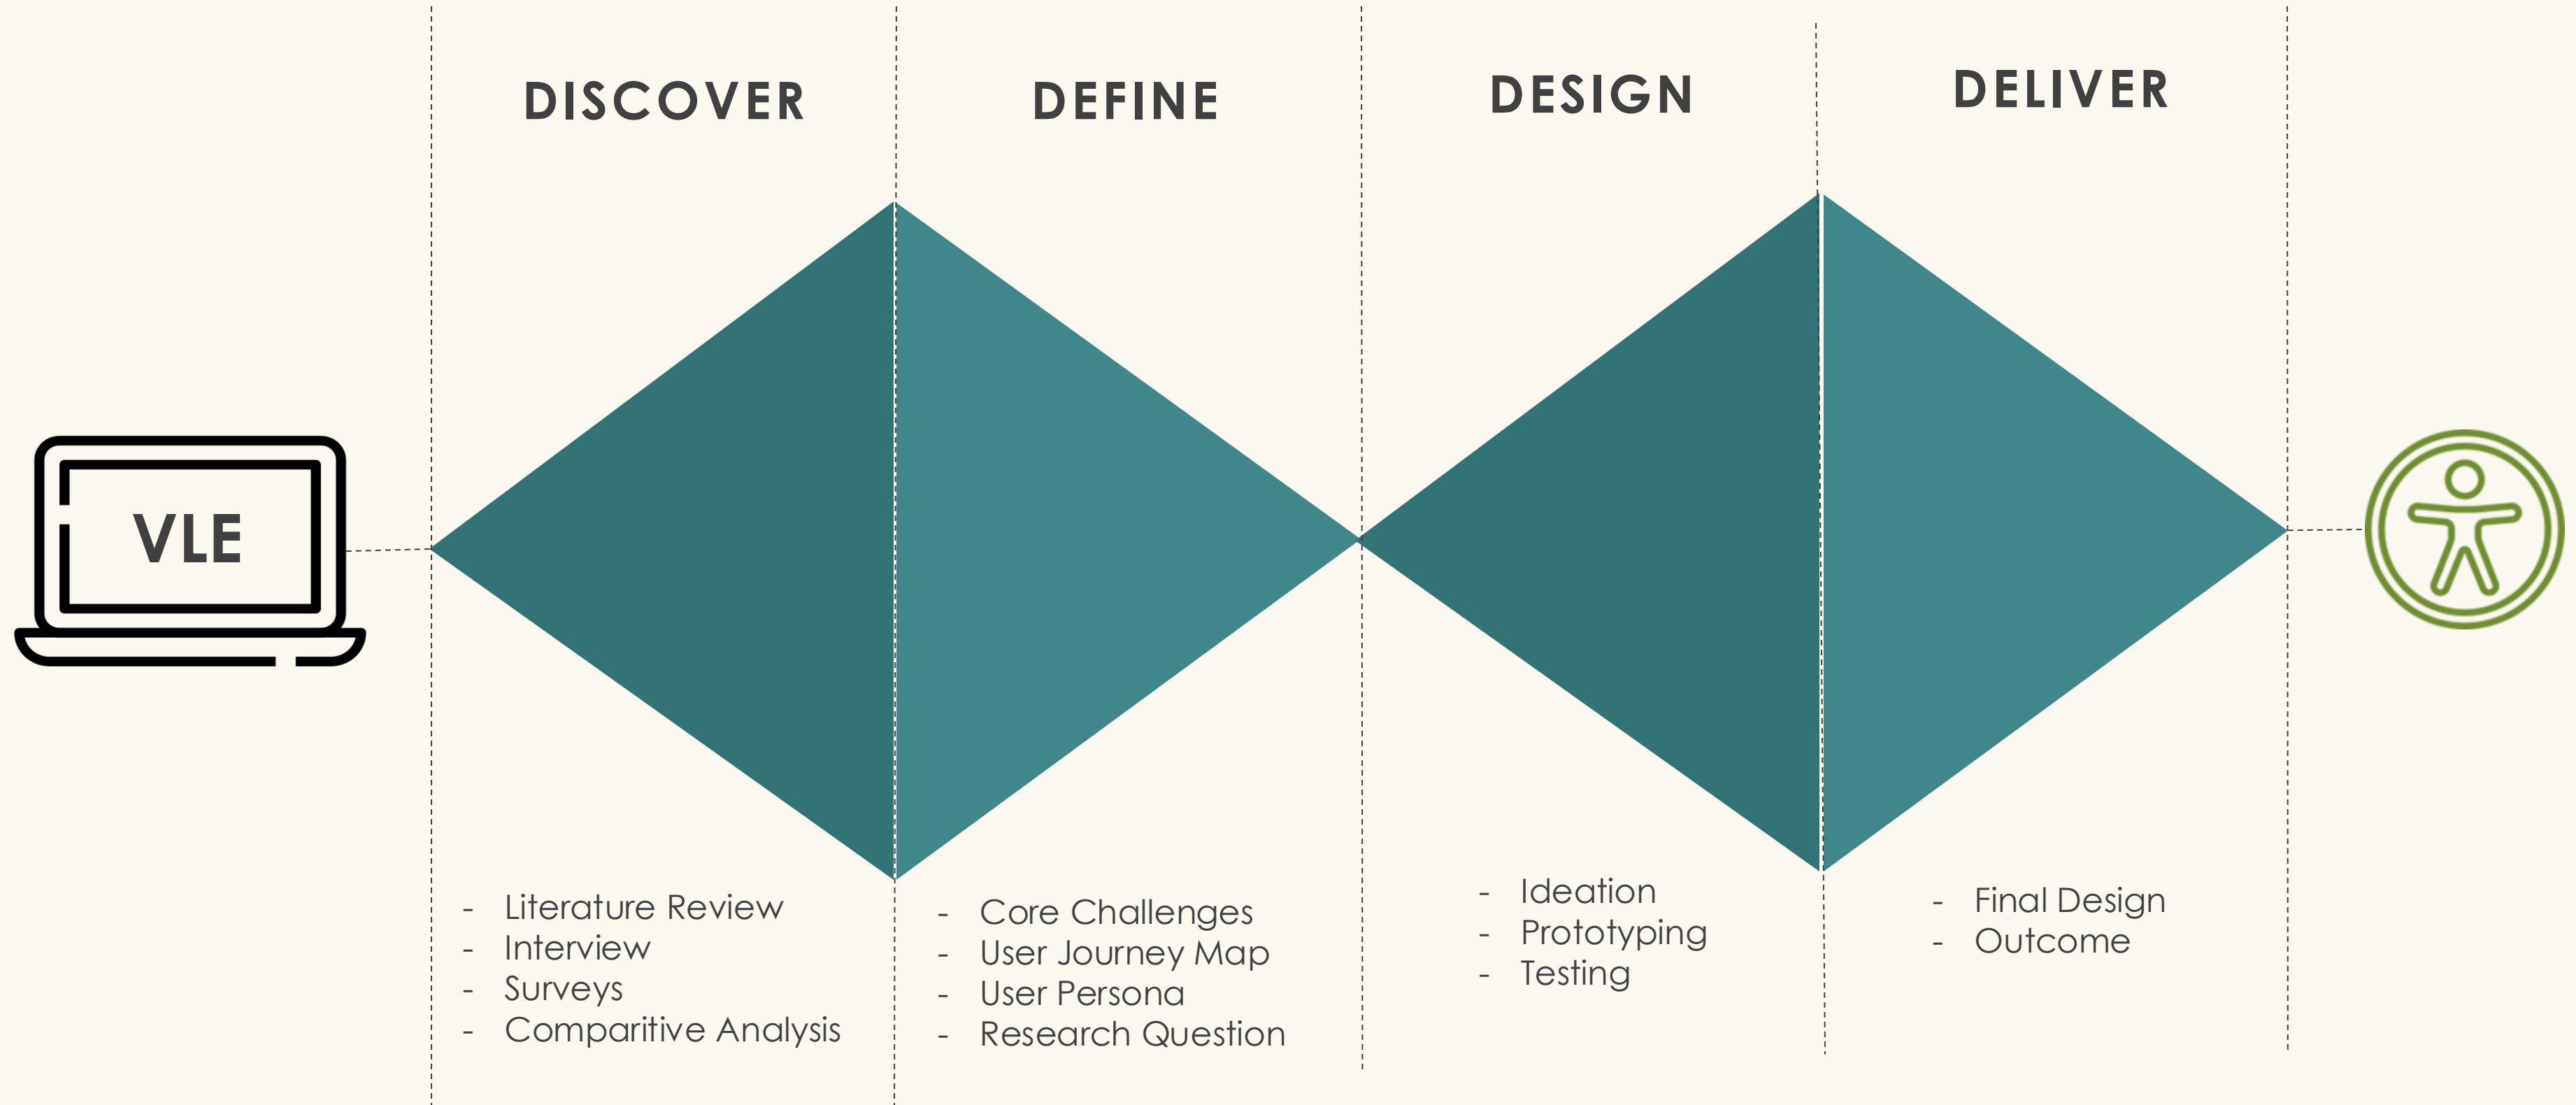 DISCOVER
DEFINE
DESIGN
DELIVER
VLE
- Literature Review
- Interview
- Surveys
- Comparitive Analysis
- Core Challenges
- User Journey Map
- User Persona
- Research Question
- Ideation
- Prototyping
- Testing
- Final Design
- Outcome